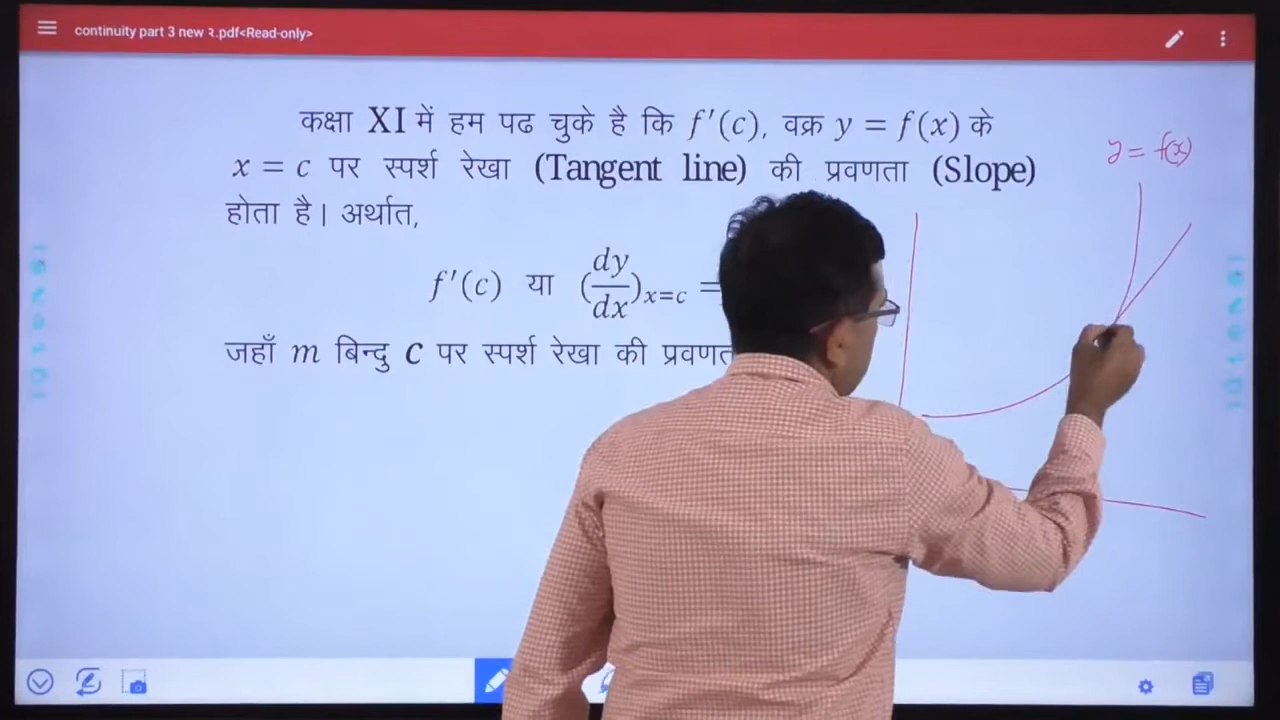 continuity part 3 new २.pdf<Read-only>
कक्षा XI में हम पढ चुके है कि f'(c), वक्र y = f(x) के
x = c पर स्पर्श रेखा (Tangent line) की प्रवणता (Slope)
होता है। अर्थात,
f'(c) या (dy/dx)x=c =
जहाँ m बिन्दु c पर स्पर्श रेखा की
y = f(x)